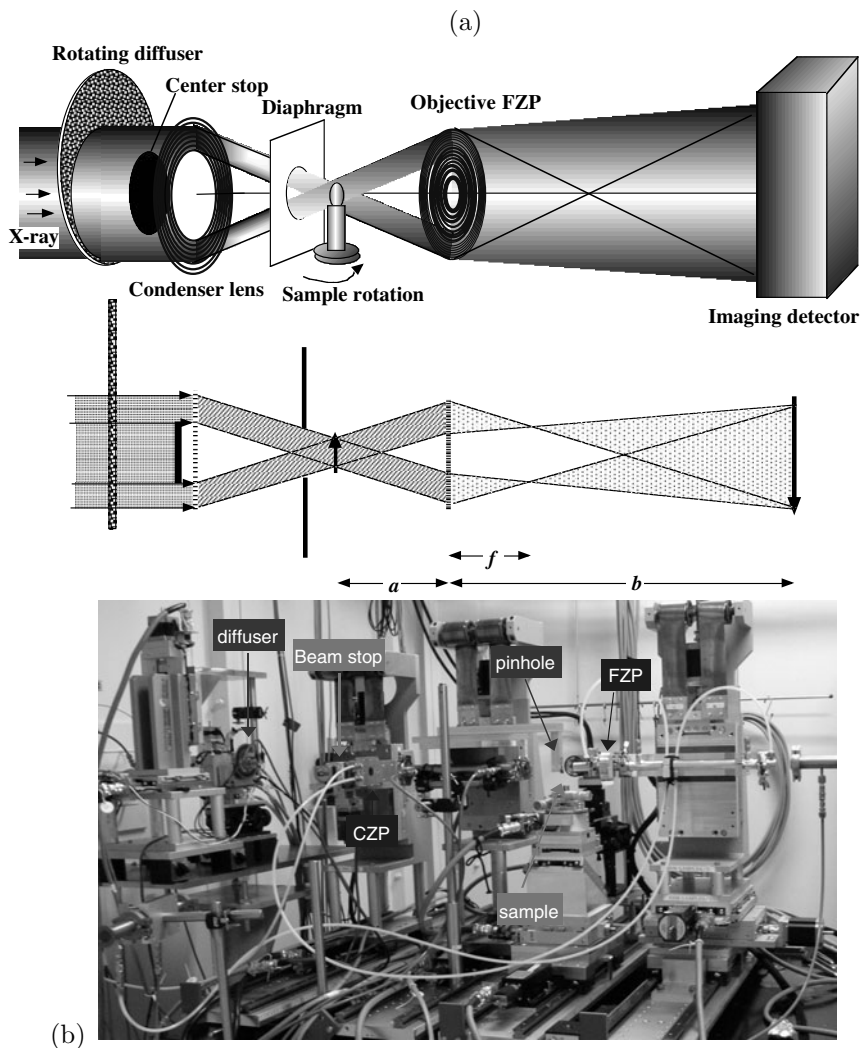 (a)
Rotating diffuser
Center stop
Diaphragm
Objective FZP
X-ray
Condenser lens
Sample rotation
Imaging detector
f
a
b
diffuser
Beam stop
pinhole
FZP
CZP
sample
(b)